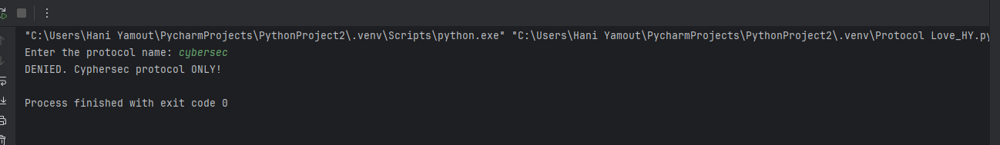 "C:\Users\Hani Yamout\PycharmProjects\PythonProject2\.venv\Scripts\python.exe" "C:\Users\Hani Yamout\PycharmProjects\PythonProject2\.venv\Protocol Love_HY.py
Enter the protocol name: cybersec
DENIED. Cyphersec protocol ONLY!
Process finished with exit code 0